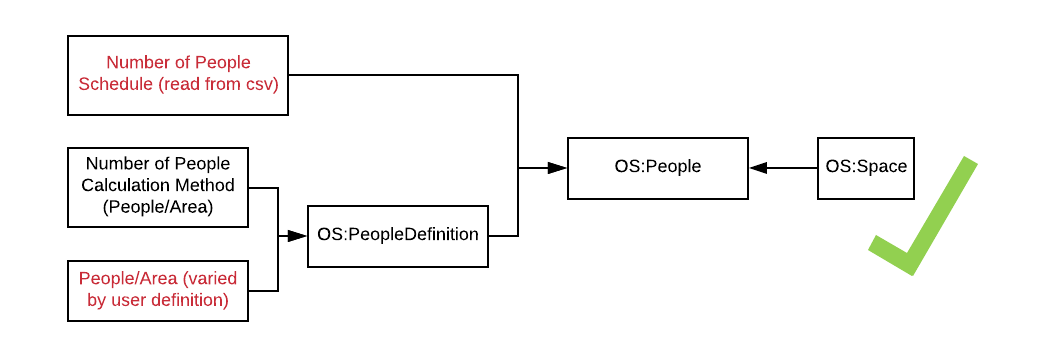 Number of People
Schedule (read from csv)
Number of People
Calculation Method
(People/Area)
People/Area (varied
by user definition)
OS:PeopleDefinition
OS:People
OS:Space